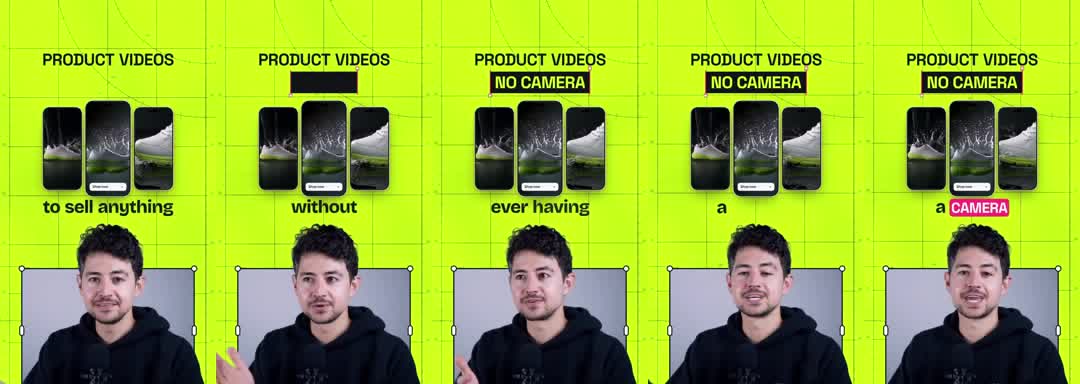 PRODUCT VIDEOS
to sell anything
PRODUCT VIDEOS
without
PRODUCT VIDEOS
NO CAMERA
ever having
PRODUCT VIDEOS
NO CAMERA
a
PRODUCT VIDEOS
NO CAMERA
a CAMERA